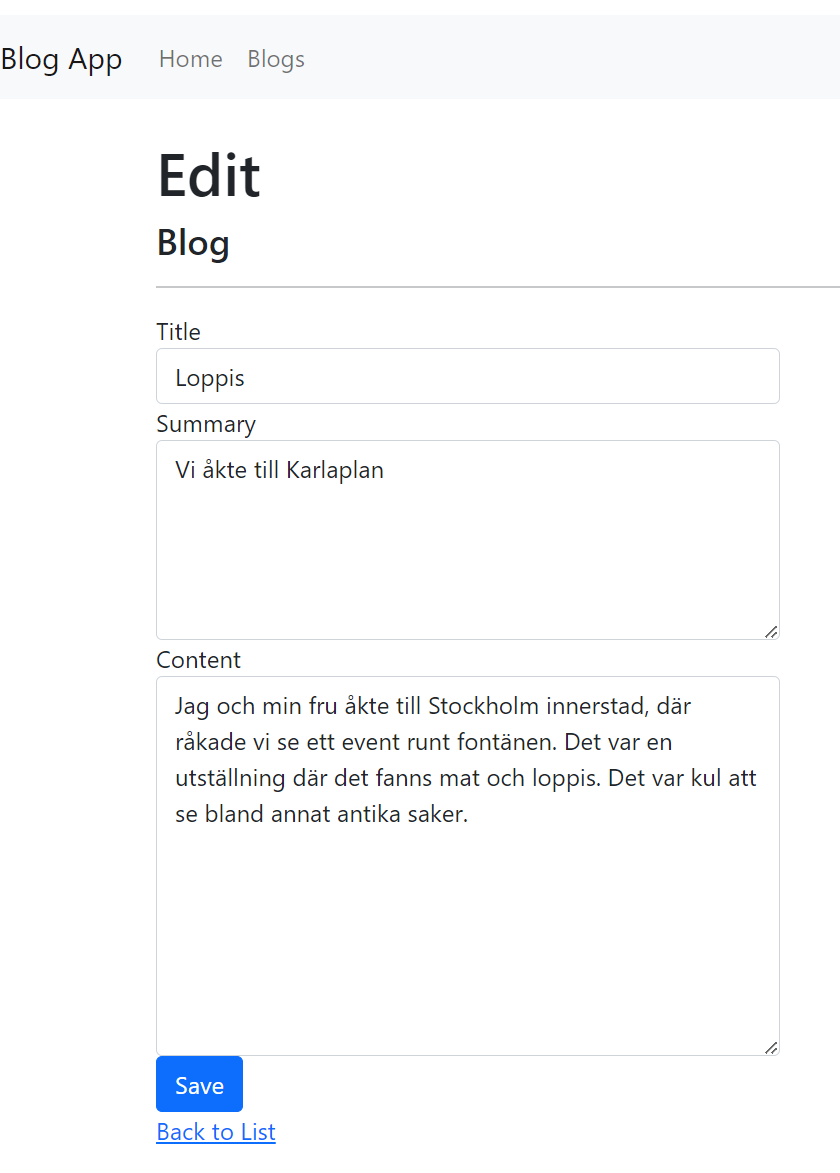 Blog App Home Blogs
Edit
Blog
Title
Loppis
Summary
Vi åkte till Karlaplan
Content
Jag och min fru åkte till Stockholm innerstad, där
råkade vi se ett event runt fontänen. Det var en
utställning där det fanns mat och loppis. Det var kul att
se bland annat antika saker.
Save
Back to List